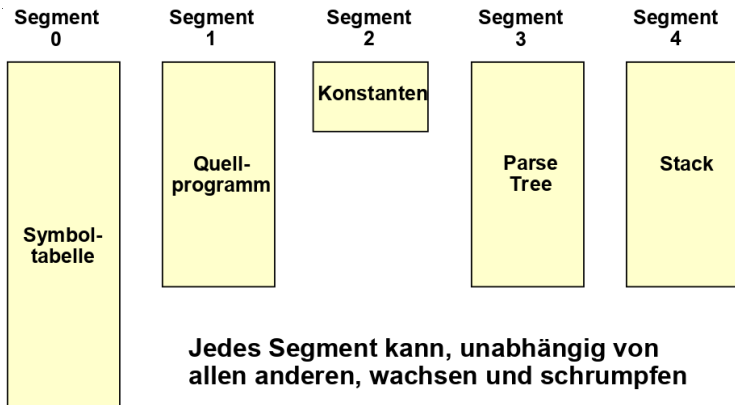 Segment
0
Segment
1
Segment
2
Segment
3
Segment
4
Symbol-
tabelle
Quell-
programm
Konstanten
Parse
Tree
Stack
Jedes Segment kann, unabhängig von
allen anderen, wachsen und schrumpfen